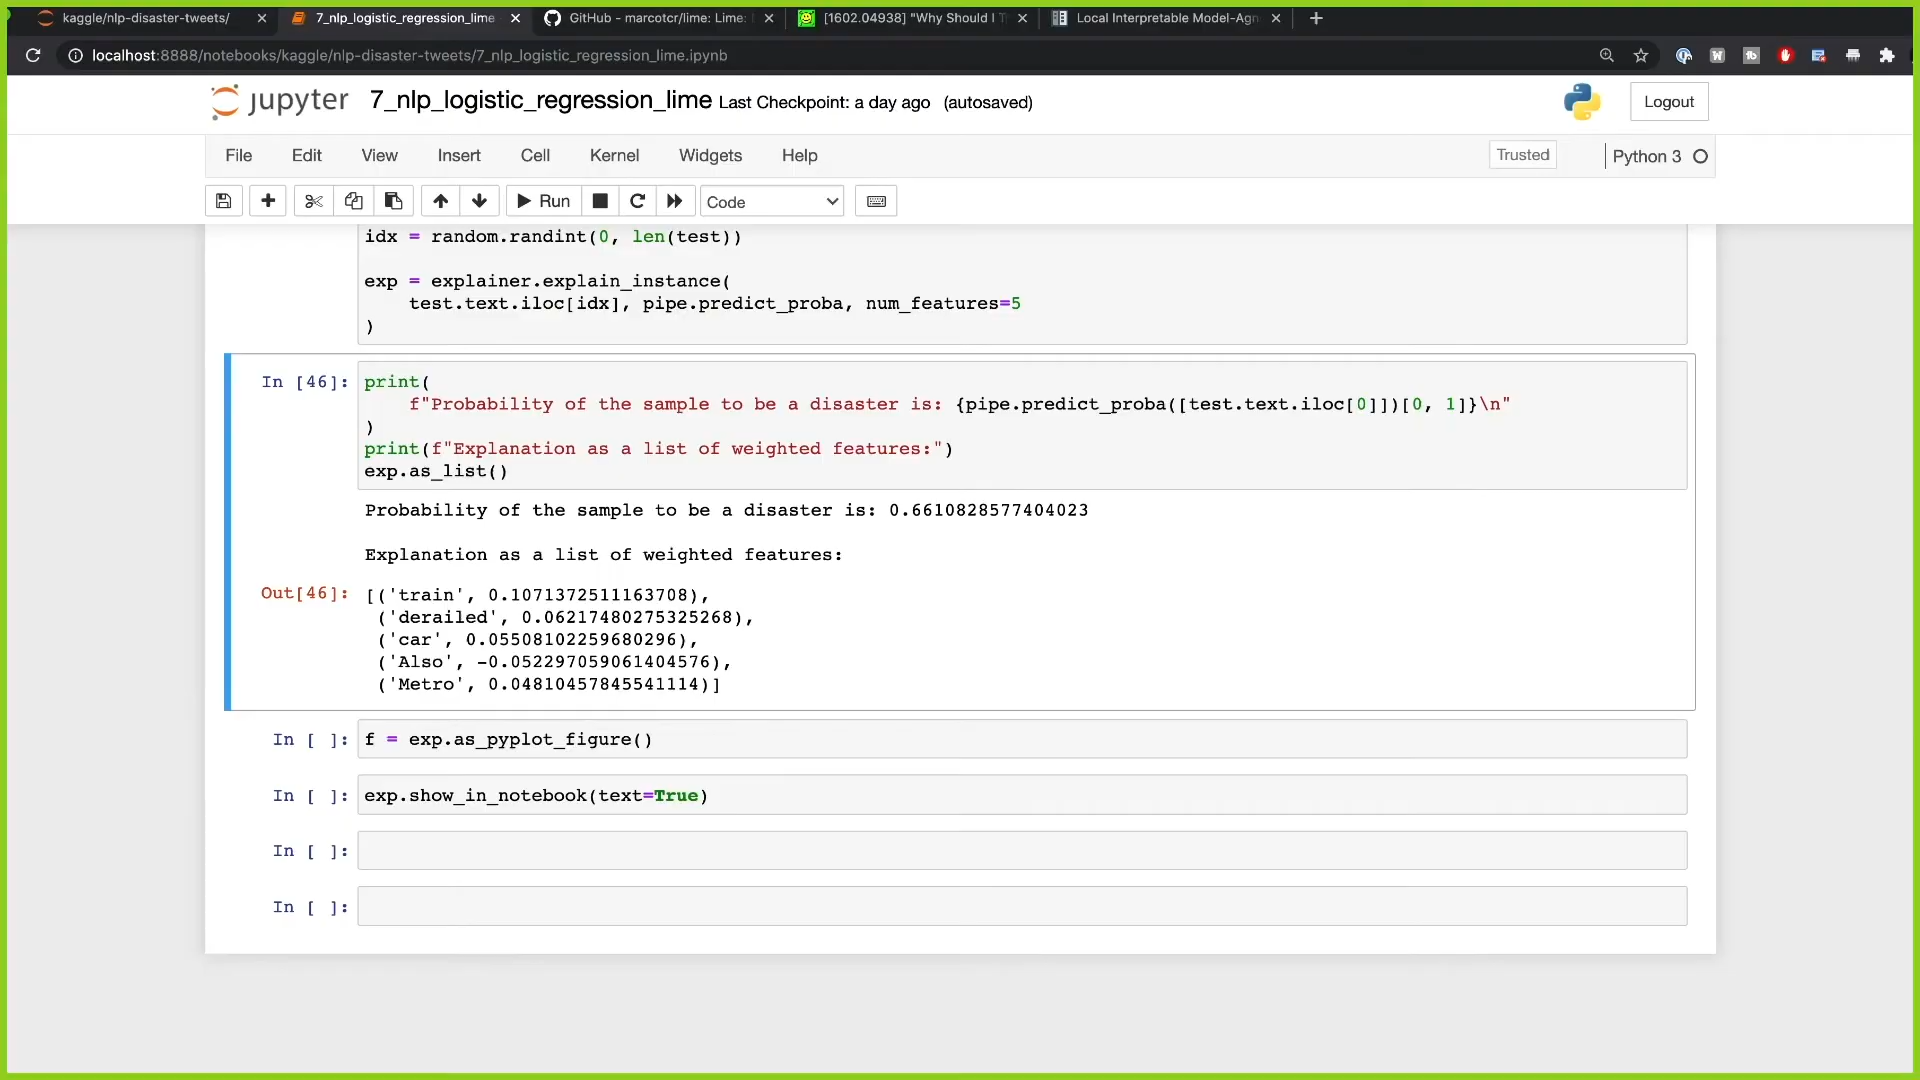 kaggle/nlp-disaster-tweets/
7_nlp_logistic_regression_lime
GitHub - marcotcr/lime: Lime:
[1602.04938] "Why Should I T
Local Interpretable Model-Agn
localhost:8888/notebooks/kaggle/nlp-disaster-tweets/7_nlp_logistic_regression_lime.ipynb
jupyter 7_nlp_logistic_regression_lime Last Checkpoint: a day ago (autosaved)
Logout
File Edit View Insert Cell Kernel Widgets Help
Trusted
Python 3
Run
Code
idx = random.randint(0, len(test))
exp = explainer.explain_instance(
    test.text.iloc[idx], pipe.predict_proba, num_features=5
)
In [46]:
print(
    f"Probability of the sample to be a disaster is: {pipe.predict_proba([test.text.iloc[0]])[0, 1]}\n"
)
print(f"Explanation as a list of weighted features:")
exp.as_list()
Probability of the sample to be a disaster is: 0.6610828577404023
Explanation as a list of weighted features:
Out[46]:
[('train', 0.1071372511163708),
 ('derailed', 0.06217480275325268),
 ('car', 0.05508102259680296),
 ('Also', -0.052297059061404576),
 ('Metro', 0.04810457845541114)]
In [ ]: f = exp.as_pyplot_figure()
In [ ]: exp.show_in_notebook(text=True)
In [ ]:
In [ ]: